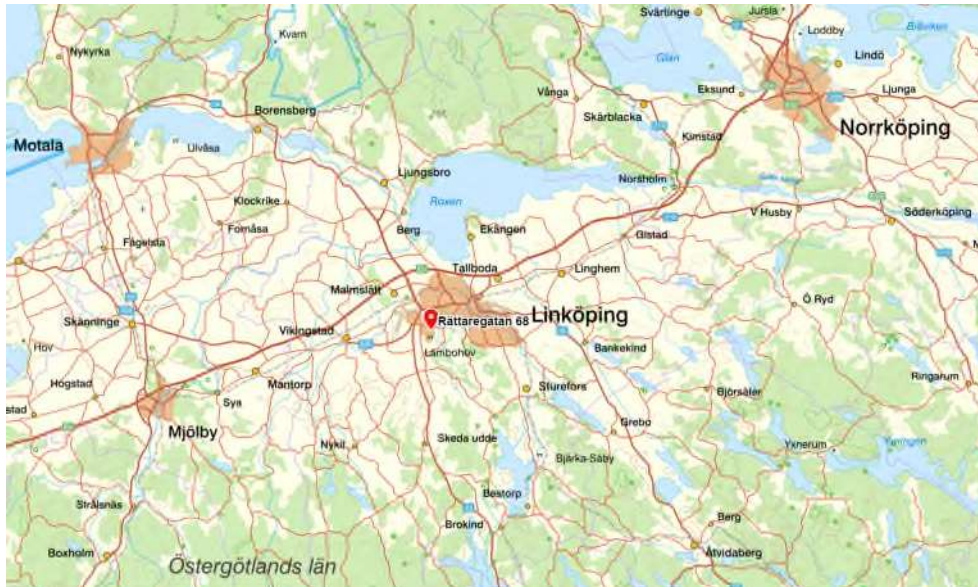 Svärtinge
Jursla
Loddby
Bråviken
Nykyrka
Kvarn
Glan
Lindö
Eksund
Ljunga
Vånga
Skärblacka
Borensberg
Norrköping
Motala
Ulvåsa
Kimstad
Ljungsbro
Norsholm
Klockrike
Roxen
V Husby
Söderköping
Fornåsa
Berg
Ekängen
Gistad
Fågelsta
Tallboda
Linghem
Malmslätt
Ö Ryd
Skänninge
Rättaregatan 68
Linköping
Vikingstad
Lambohov
Bankekind
Hov
Högstad
Mantorp
Sturefors
Björsäter
Ringarum
Sya
Grebo
Mjölby
Nykil
Skeda udde
Yxnerum
Yxningen
Bjärka-Säby
Strålsnäs
Bestorp
Brokind
Berg
Boxholm
Åtvidaberg
Östergötlands län